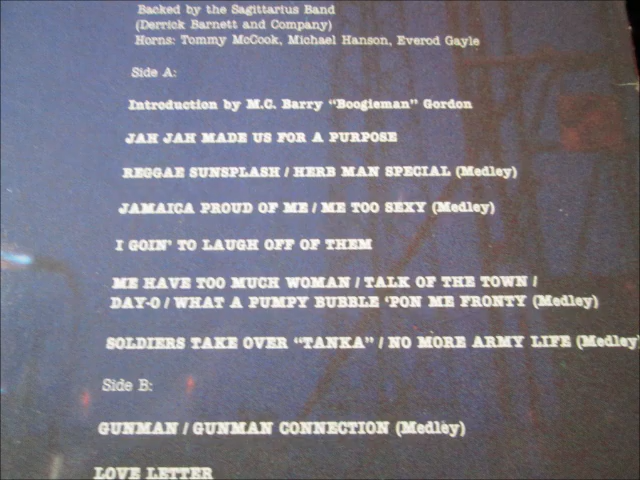 Backed by the Sagittarius Band
(Derrick Barnett and Company)
Horns: Tommy McCook, Michael Hanson, Everod Gayle
Side A:
Introduction by M.C. Barry "Boogieman" Gordon
JAH JAH MADE US FOR A PURPOSE
REGGAE SUNSPLASH / HERB MAN SPECIAL (Medley)
JAMAICA PROUD OF ME / ME TOO SEXY (Medley)
I GOIN' TO LAUGH OFF OF THEM
ME HAVE TOO MUCH WOMAN / TALK OF THE TOWN /
DAY-O / WHAT A PUMPY BUBBLE 'PON ME FRONTY (Medley)
SOLDIERS TAKE OVER "TANKA" / NO MORE ARMY LIFE (Medley)
Side B:
GUNMAN / GUNMAN CONNECTION (Medley)
LOVE LETTER